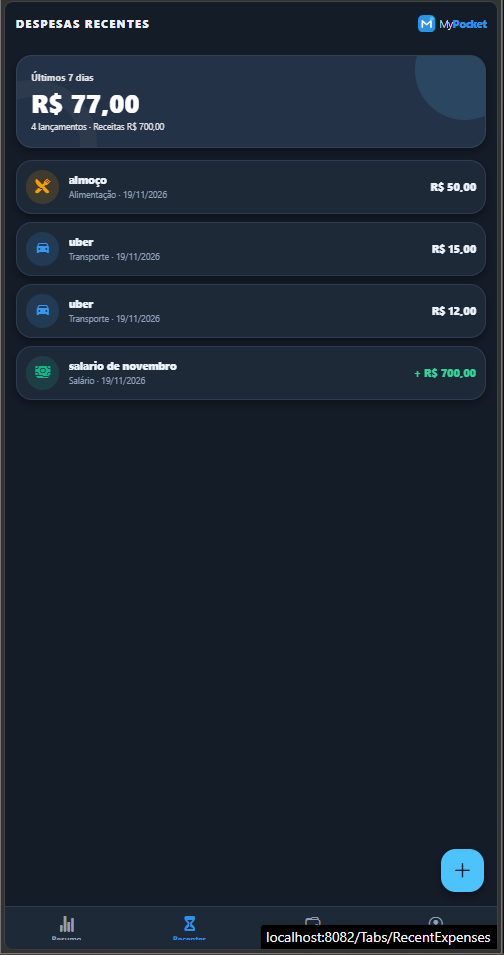 DESPESAS RECENTES
MyPocket
Últimos 7 dias
R$ 77,00
4 lançamentos · Receitas R$ 700,00
almoço
Alimentação · 19/11/2026
R$ 50,00
uber
Transporte · 19/11/2026
R$ 15,00
uber
Transporte · 19/11/2026
R$ 12,00
salario de novembro
Salário · 19/11/2026
+ R$ 700,00
Resumo
Recentes
localhost:8082/Tabs/RecentExpenses